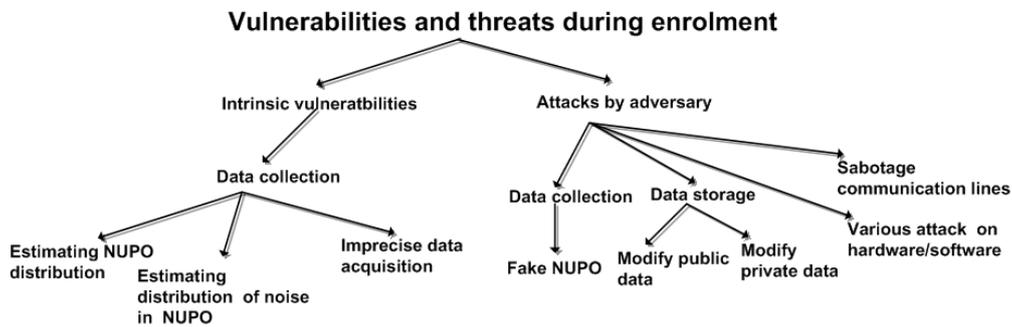 Vulnerabilities and threats during enrolment
Intrinsic vulneratbilities
Attacks by adversary
Data collection
Estimating NUPO
distribution
Estimating
distribution of noise
in NUPO
Imprecise data
acquisition
Data collection
Fake NUPO
Data storage
Modify public
data
Modify
private data
Sabotage
communication lines
Various attack on
hardware/software